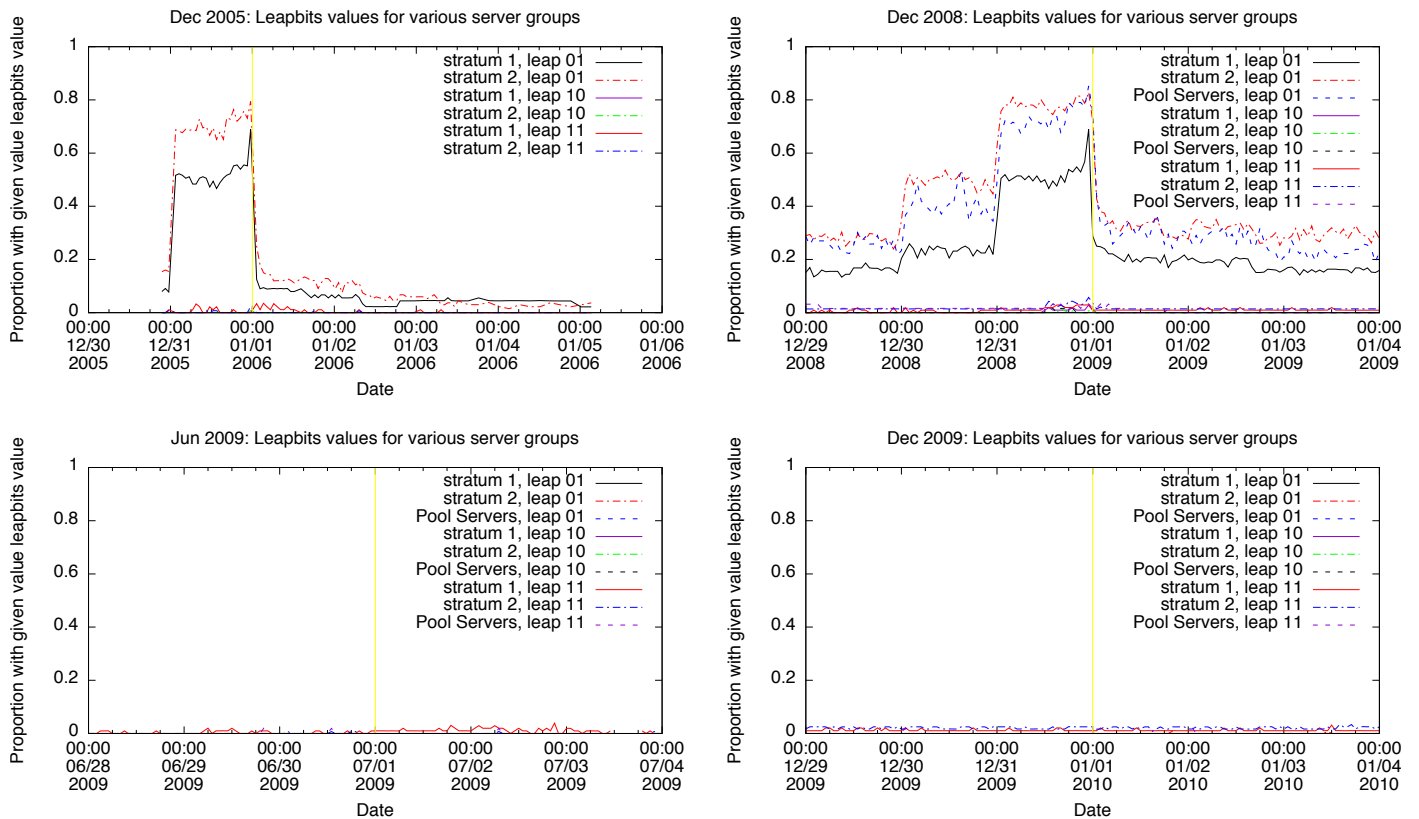 Dec 2005: Leapbits values for various server groups
Proportion with given value leapbits value
1
0.8
0.6
0.4
0.2
0
stratum 1, leap 01
stratum 2, leap 01
stratum 1, leap 10
stratum 2, leap 10
stratum 1, leap 11
stratum 2, leap 11
00:00 00:00 00:00 00:00 00:00 00:00 00:00 00:00
12/30 12/31 01/01 01/02 01/03 01/04 01/05 01/06
2005 2005 2006 2006 2006 2006 2006 2006
Date
Dec 2008: Leapbits values for various server groups
Proportion with given value leapbits value
1
0.8
0.6
0.4
0.2
0
stratum 1, leap 01
stratum 2, leap 01
Pool Servers, leap 01
stratum 1, leap 10
stratum 2, leap 10
Pool Servers, leap 10
stratum 1, leap 11
stratum 2, leap 11
Pool Servers, leap 11
00:00 00:00 00:00 00:00 00:00 00:00 00:00
12/29 12/30 12/31 01/01 01/02 01/03 01/04
2008 2008 2008 2009 2009 2009 2009
Date
Jun 2009: Leapbits values for various server groups
Proportion with given value leapbits value
1
0.8
0.6
0.4
0.2
0
stratum 1, leap 01
stratum 2, leap 01
Pool Servers, leap 01
stratum 1, leap 10
stratum 2, leap 10
Pool Servers, leap 10
stratum 1, leap 11
stratum 2, leap 11
Pool Servers, leap 11
00:00 00:00 00:00 00:00 00:00 00:00 00:00
06/28 06/29 06/30 07/01 07/02 07/03 07/04
2009 2009 2009 2009 2009 2009 2009
Date
Dec 2009: Leapbits values for various server groups
Proportion with given value leapbits value
1
0.8
0.6
0.4
0.2
0
stratum 1, leap 01
stratum 2, leap 01
Pool Servers, leap 01
stratum 1, leap 10
stratum 2, leap 10
Pool Servers, leap 10
stratum 1, leap 11
stratum 2, leap 11
Pool Servers, leap 11
00:00 00:00 00:00 00:00 00:00 00:00 00:00
12/29 12/30 12/31 01/01 01/02 01/03 01/04
2009 2009 2009 2010 2010 2010 2010
Date